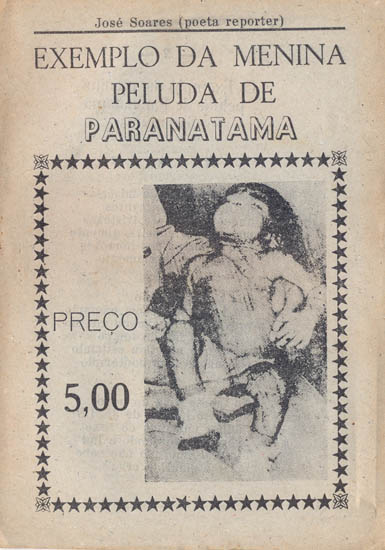 José Soares (poeta reporter)
EXEMPLO DA MENINA
PELUDA DE
PARANATAMA
PREÇO
5,00